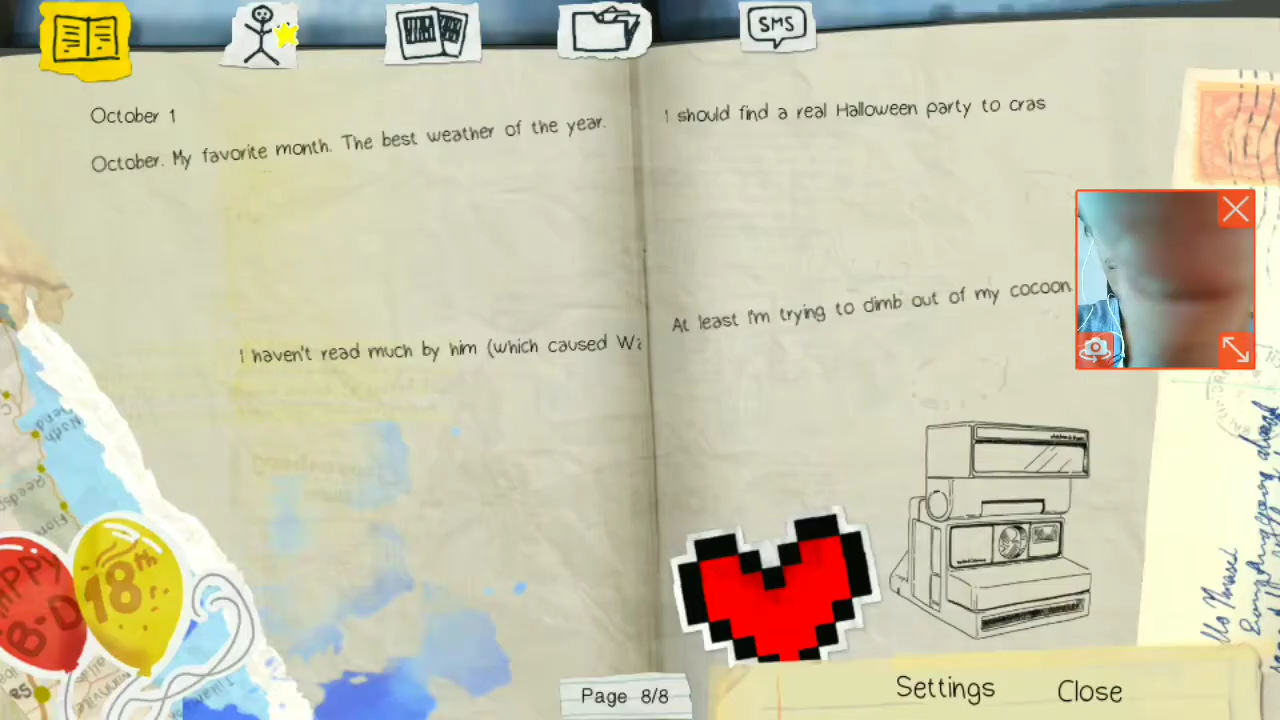 SMS
October 1
October. My favorite month. The best weather of the year.
I haven't read much by him (which caused Wa
I should find a real Halloween party to cras
At least I'm trying to climb out of my cocoon.
18th
Page 8/8
Settings
Close